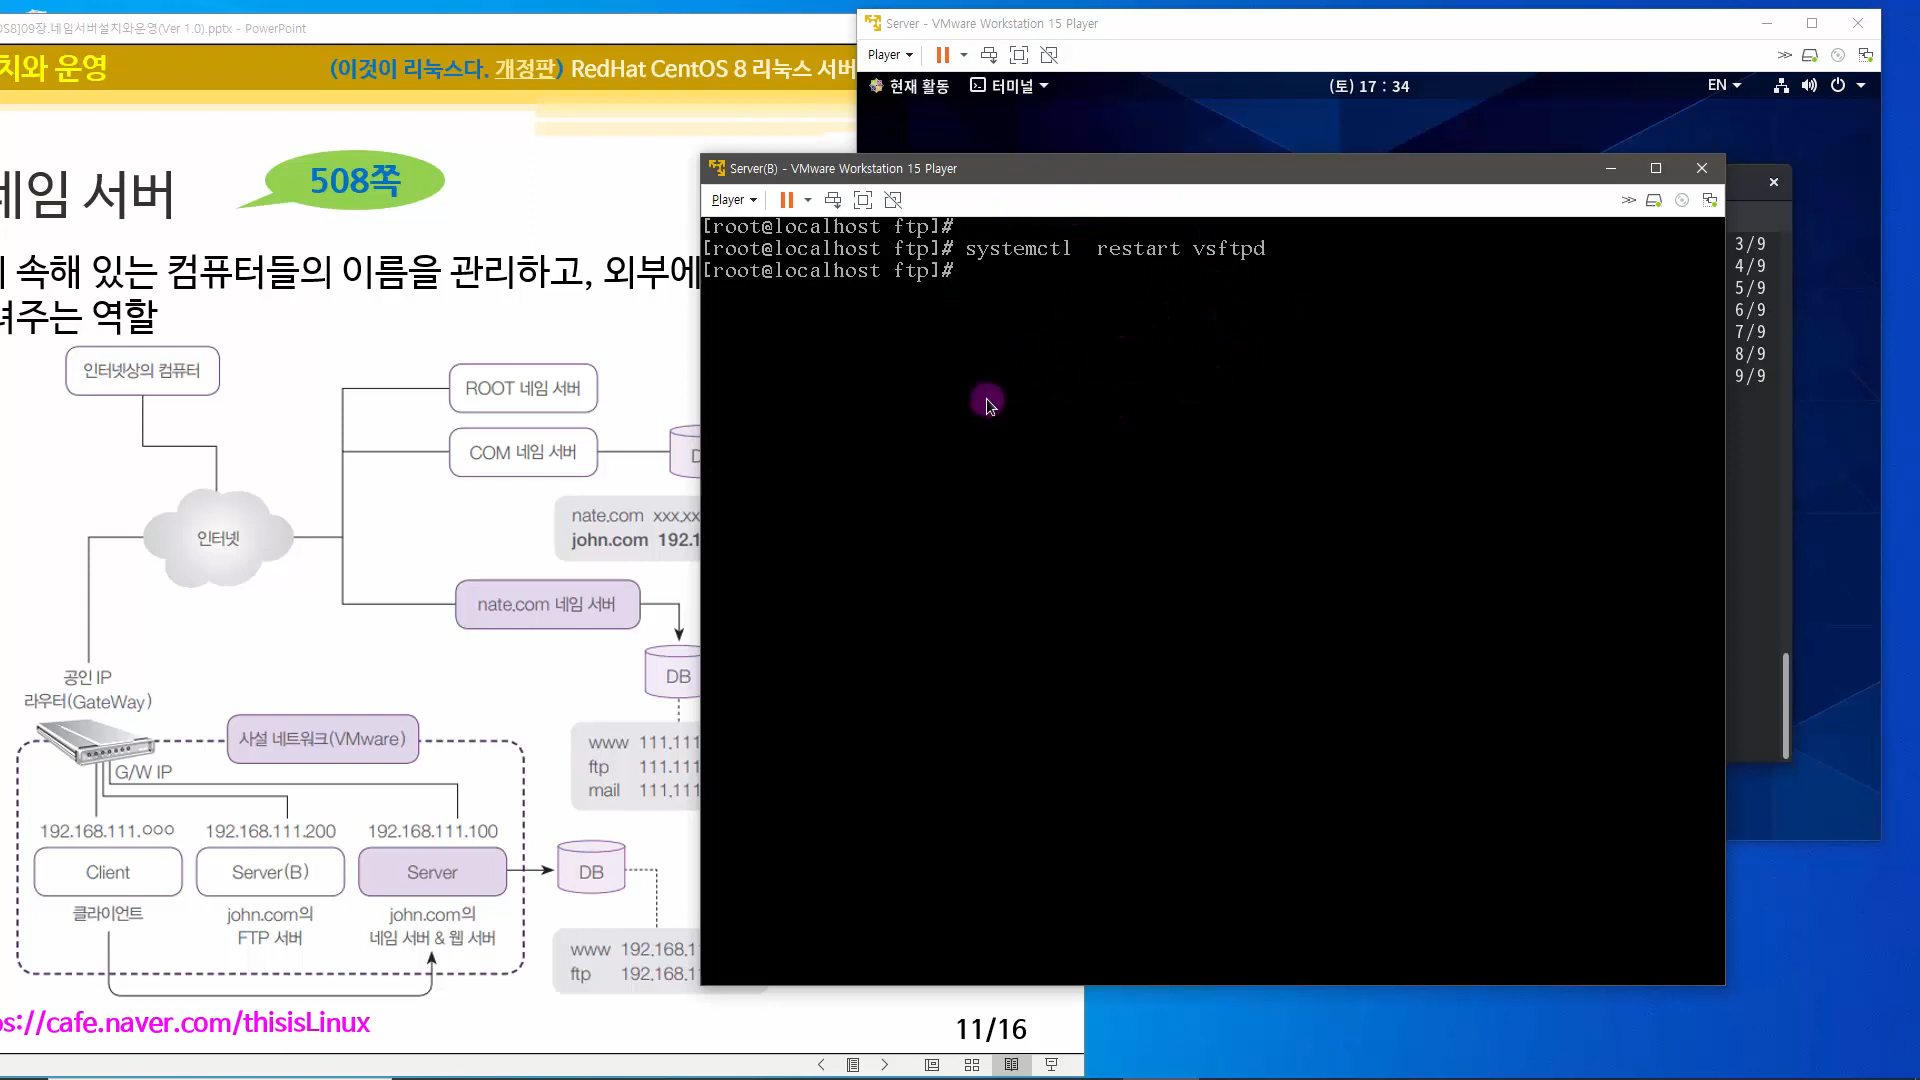 OS8]09장.네임서버설치와운영(Ver 1.0).pptx - PowerPoint
치와 운영
(이것이 리눅스다. 개정판) RedHat CentOS 8 리눅스 서버
네임 서버
508쪽
속해 있는 컴퓨터들의 이름을 관리하고, 외부에
려주는 역할
인터넷상의 컴퓨터
ROOT 네임 서버
COM 네임 서버
nate.com xxx.xx
john.com 192.1
인터넷
nate.com 네임 서버
DB
공인 IP
라우터(GateWay)
www 111.111
ftp 111.111
mail 111.111
사설 네트워크(VMware)
G/W IP
192.168.111.○○○
192.168.111.200
192.168.111.100
Client
Server(B)
Server
DB
클라이언트
john.com의
FTP 서버
john.com의
네임 서버 & 웹 서버
www 192.168.1
ftp 192.168.1
os://cafe.naver.com/thisisLinux
11/16
Server - VMware Workstation 15 Player
Player
현재 활동
터미널
(토) 17 : 34
EN
Server(B) - VMware Workstation 15 Player
Player
[root@localhost ftp]#
[root@localhost ftp]# systemctl  restart vsftpd
[root@localhost ftp]#
3/9
4/9
5/9
6/9
7/9
8/9
9/9